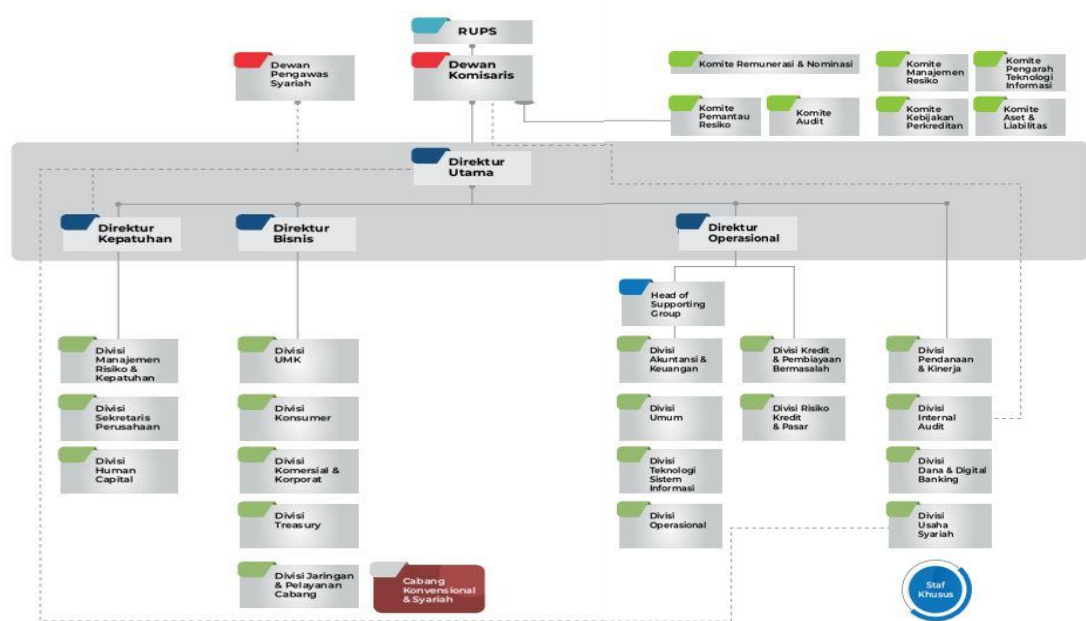 RUPS
Dewan
Pengawas
Syariah
Dewan
Komisaris
Komite Remunerasi & Nominasi
Komite
Manajemen
Resiko
Komite
Pengarah
Teknologi
Informasi
Komite
Pemantau
Resiko
Komite
Audit
Komite
Kebijakan
Perkreditan
Komite
Aset &
Liabilitas
Direktur
Utama
Direktur
Kepatuhan
Direktur
Bisnis
Direktur
Operasional
Head of
Supporting
Group
Divisi
Manajemen
Risiko &
Kepatuhan
Divisi
UMK
Divisi
Akuntansi &
Keuangan
Divisi Kredit
& Pembiayaan
Bermasalah
Divisi
Pendanaan
& Kinerja
Divisi
Sekretaris
Perusahaan
Divisi
Konsumer
Divisi
Umum
Divisi Risiko
Kredit
& Pasar
Divisi
Internal
Audit
Divisi
Human
Capital
Divisi
Komersial &
Korporat
Divisi
Teknologi
Sistem
Informasi
Divisi
Dana & Digital
Banking
Divisi
Treasury
Divisi
Operasional
Divisi
Usaha
Syariah
Divisi Jaringan
& Pelayanan
Cabang
Cabang
Konvensional
& Syariah
Staf
Khusus